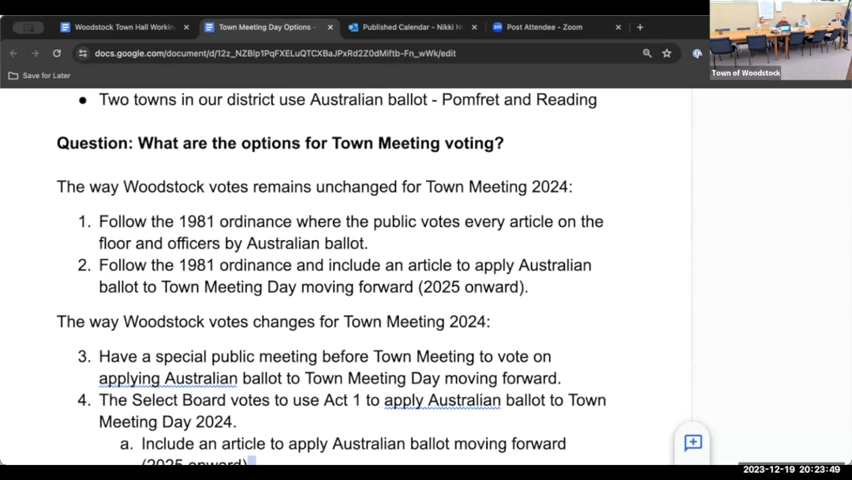 Woodstock Town Hall Workin
Town Meeting Day Options -
Published Calendar - Nikki N
Post Attendee - Zoom
docs.google.com/document/d/12z_NZBlp1PqFXELuQTCXBaJPxRd2Z0dMiftb-Fn_wWk/edit
Save for Later
Town of Woodstock
● Two towns in our district use Australian ballot - Pomfret and Reading
Question: What are the options for Town Meeting voting?
The way Woodstock votes remains unchanged for Town Meeting 2024:
1. Follow the 1981 ordinance where the public votes every article on the
floor and officers by Australian ballot.
2. Follow the 1981 ordinance and include an article to apply Australian
ballot to Town Meeting Day moving forward (2025 onward).
The way Woodstock votes changes for Town Meeting 2024:
3. Have a special public meeting before Town Meeting to vote on
applying Australian ballot to Town Meeting Day moving forward.
4. The Select Board votes to use Act 1 to apply Australian ballot to Town
Meeting Day 2024.
a. Include an article to apply Australian ballot moving forward
(2025 onward)
2023-12-19 20:23:49